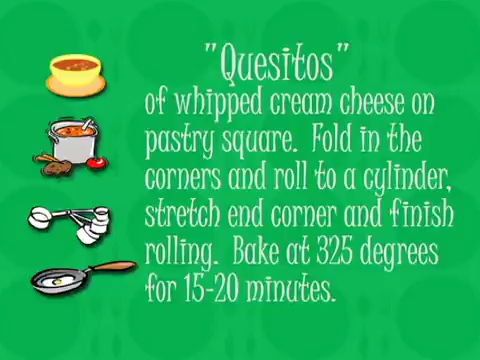 "Quesitos"
of whipped cream cheese on
pastry square.  Fold in the
corners and roll to a cylinder,
stretch end corner and finish
rolling.  Bake at 325 degrees
for 15-20 minutes.